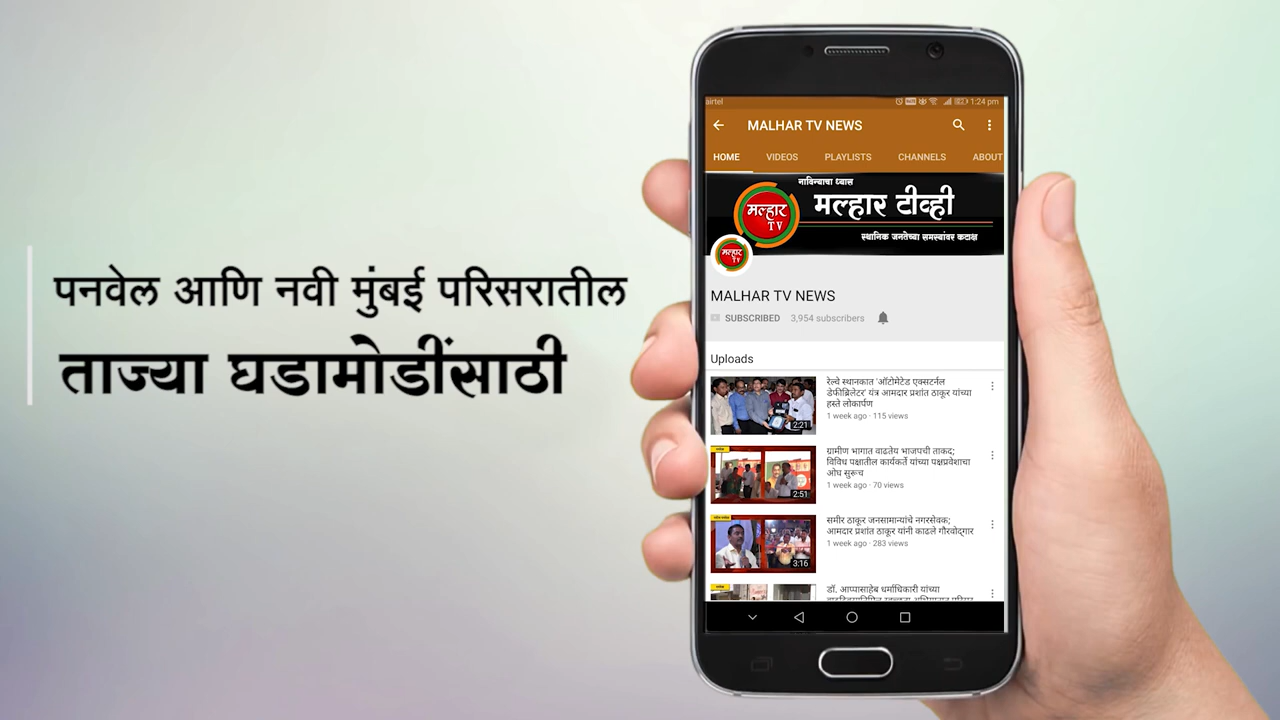 पनवेल आणि नवी मुंबई परिसरातील
ताज्या घडामोडींसाठी
airtel
1:24 pm
MALHAR TV NEWS
HOME VIDEOS PLAYLISTS CHANNELS ABOUT
नाविन्याचा ध्यास
मल्हार टीव्ही
स्थानिक जनतेच्या समस्यांवर कटाक्ष
मल्हार
TV
मल्हार
TV
MALHAR TV NEWS
SUBSCRIBED 3,954 subscribers
Uploads
रेल्वे स्थानकात 'ऑटोमेटेड एक्सटर्नल
डेफीब्रिलेटर' यंत्र आमदार प्रशांत ठाकूर यांच्या
हस्ते लोकार्पण
1 week ago · 115 views
2:21
ग्रामीण भागात वाढतेय भाजपची ताकद;
विविध पक्षातील कार्यकर्ते यांच्या पक्षप्रवेशाचा
ओघ सुरूच
1 week ago · 70 views
2:51
समीर ठाकूर जनसामान्यांचे नगरसेवक;
आमदार प्रशांत ठाकूर यांनी काढले गौरवोद्गार
1 week ago · 283 views
3:16
डॉ. आप्पासाहेब धर्माधिकारी यांच्या